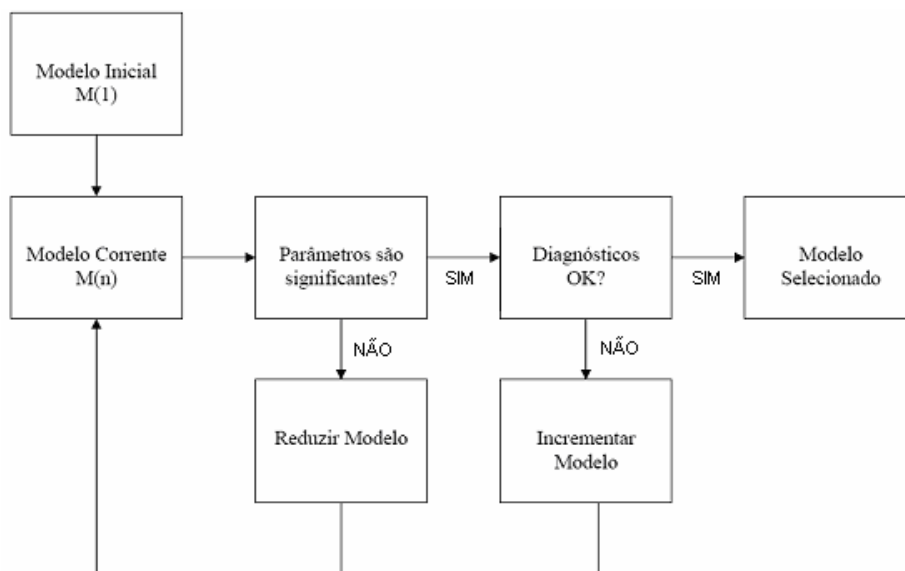 Modelo Inicial
M(1)
Modelo Corrente
M(n)
Parâmetros são
significantes?
SIM
Diagnósticos
OK?
SIM
Modelo
Selecionado
NÃO
NÃO
Reduzir Modelo
Incrementar
Modelo